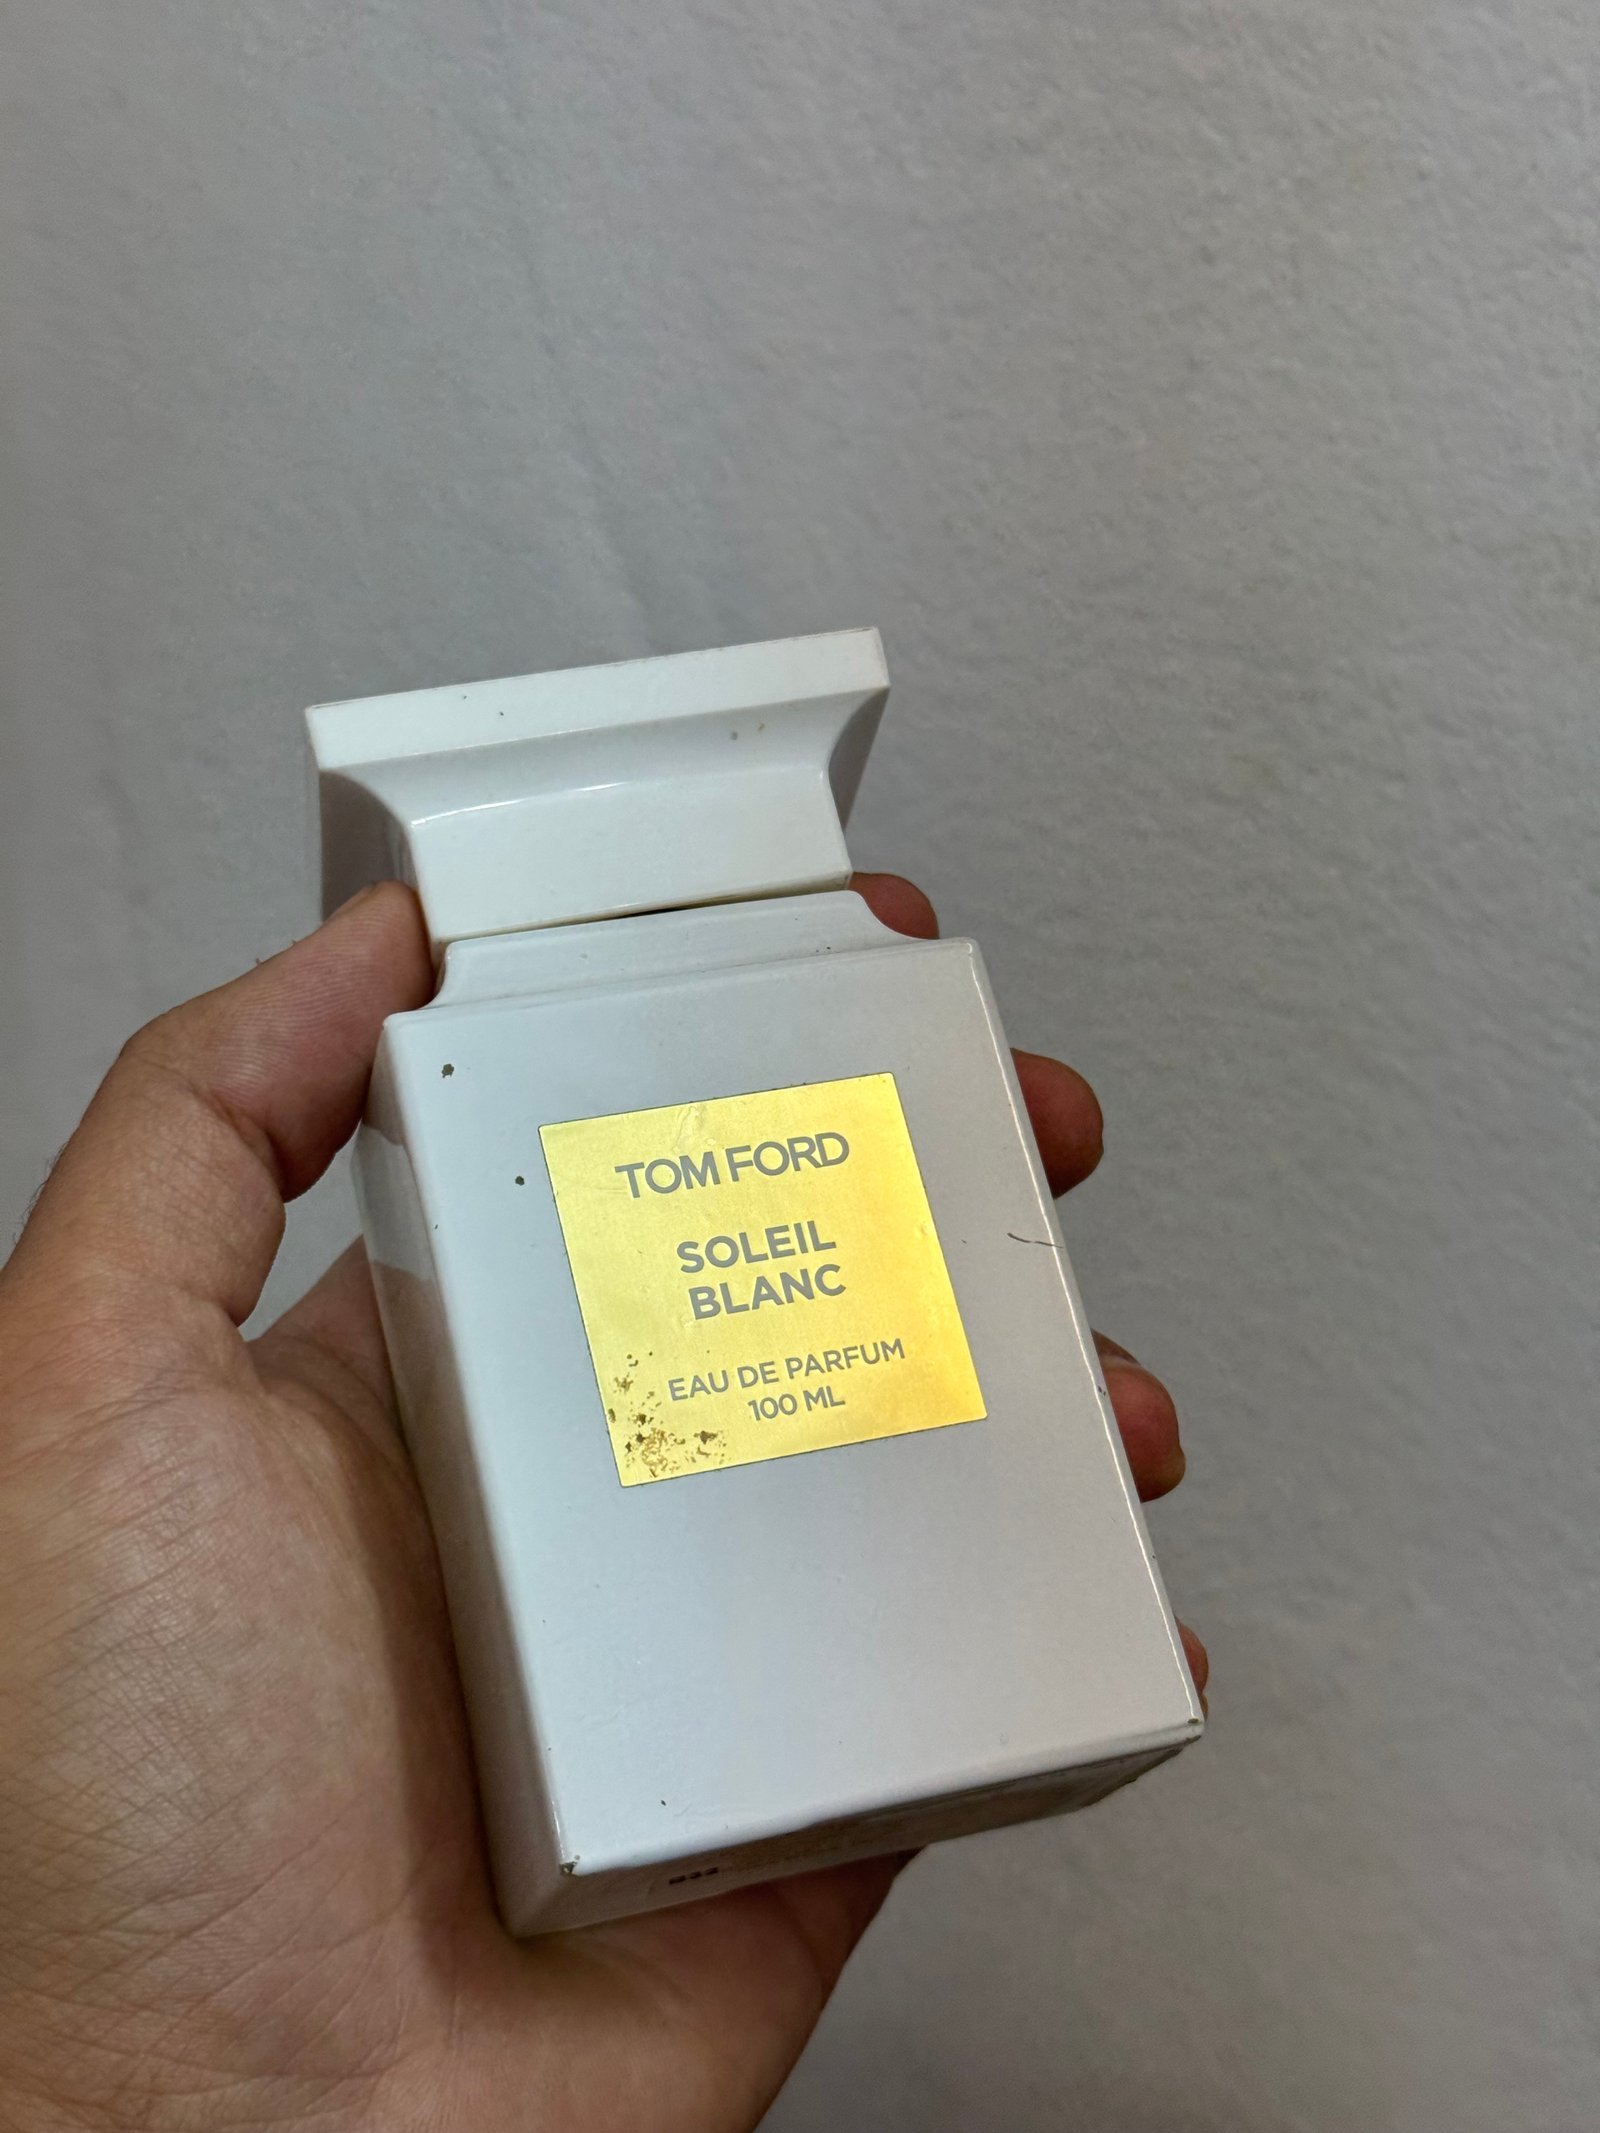 TOM FORD
SOLEIL
BLANC
EAU DE PARFUM
100 ML